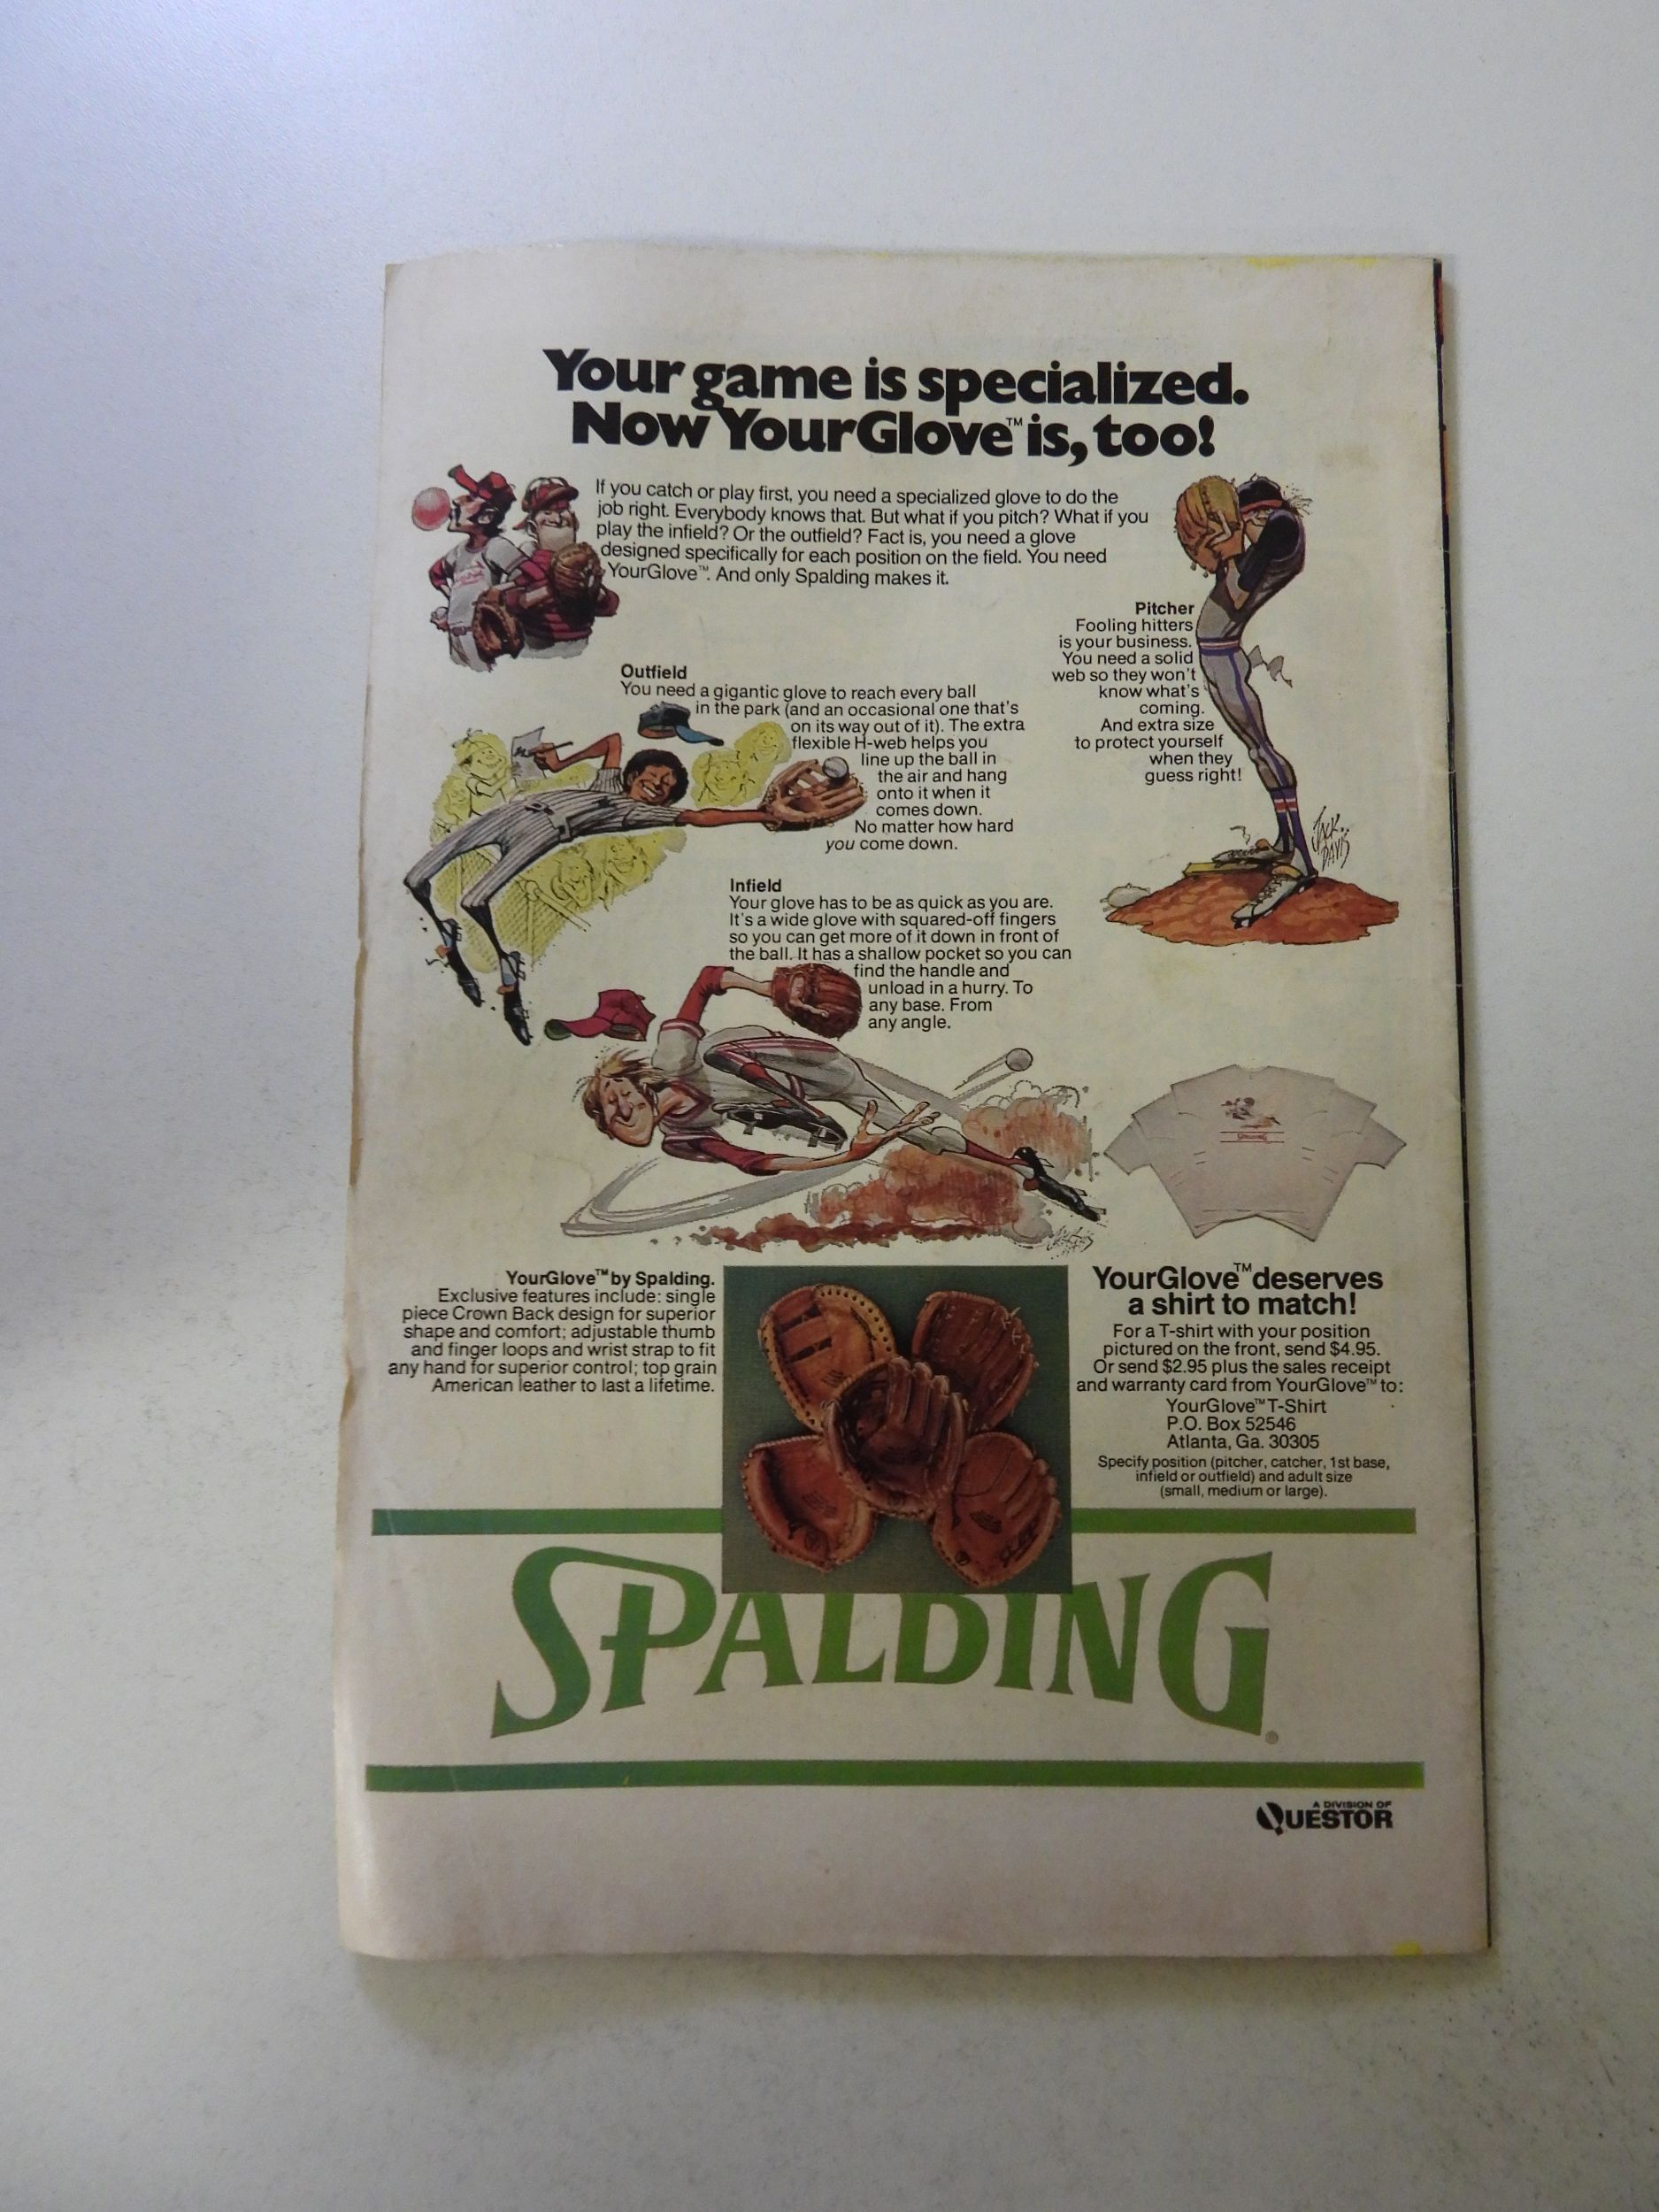 Your game is specialized.
Now YourGlove™ is, too!
If you catch or play first, you need a specialized glove to do the
job right. Everybody knows that. But what if you pitch? What if you
play the infield? Or the outfield? Fact is, you need a glove
designed specifically for each position on the field. You need
YourGlove™. And only Spalding makes it.
Pitcher
Fooling hitters
is your business.
You need a solid
web so they won't
know what's
coming.
And extra size
to protect yourself
when they
guess right!
JACK DAVIS
Outfield
You need a gigantic glove to reach every ball
in the park (and an occasional one that's
on its way out of it). The extra
flexible H-web helps you
line up the ball in
the air and hang
onto it when it
comes down.
No matter how hard
you come down.
Infield
Your glove has to be as quick as you are.
It's a wide glove with squared-off fingers
so you can get more of it down in front of
the ball. It has a shallow pocket so you can
find the handle and
unload in a hurry. To
any base. From
any angle.
SPALDING
YourGlove™ by Spalding.
Exclusive features include: single
piece Crown Back design for superior
shape and comfort; adjustable thumb
and finger loops and wrist strap to fit
any hand for superior control; top grain
American leather to last a lifetime.
YourGlove™ deserves
a shirt to match!
For a T-shirt with your position
pictured on the front, send $4.95.
Or send $2.95 plus the sales receipt
and warranty card from YourGlove™ to:
YourGlove™ T-Shirt
P.O. Box 52546
Atlanta, Ga. 30305
Specify position (pitcher, catcher, 1st base,
infield or outfield) and adult size
(small, medium or large).
SPALDING®
A DIVISION OF
QUESTOR